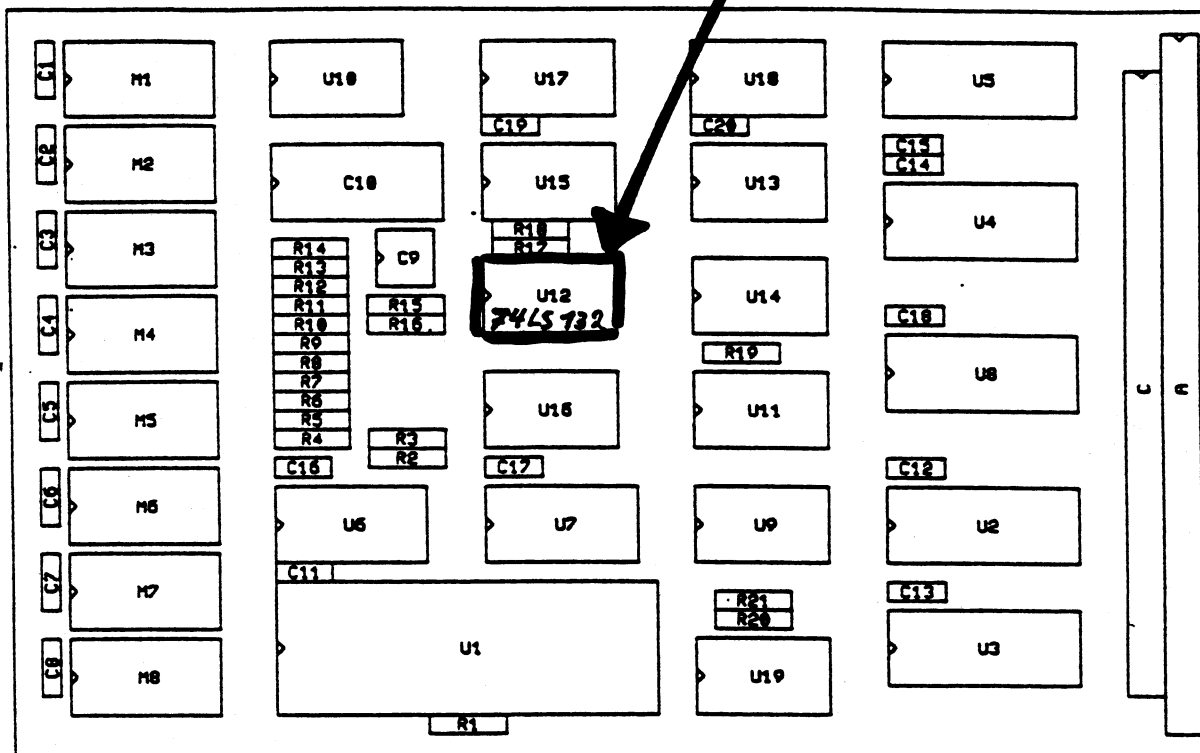 C1 M1 U10 U17 U18 U5
C19 C20
C2 M2 C10 U15 U13 C15
C14
R18 U4
C3 M3 R14 C9 R17
R13
R12 U12 U14
R11 R15 74LS132 C18
C4 M4 R10 R16
R9 R19
R8 U8
R7 C A
C5 M5 R6 U16 U11
R5
R4 R3
C16 R2 C17 C12
C6 M6 U6 U7 U9 U2
C11
C7 M7 R21 C13
R20
C8 M8 U1 U19 U3
R1